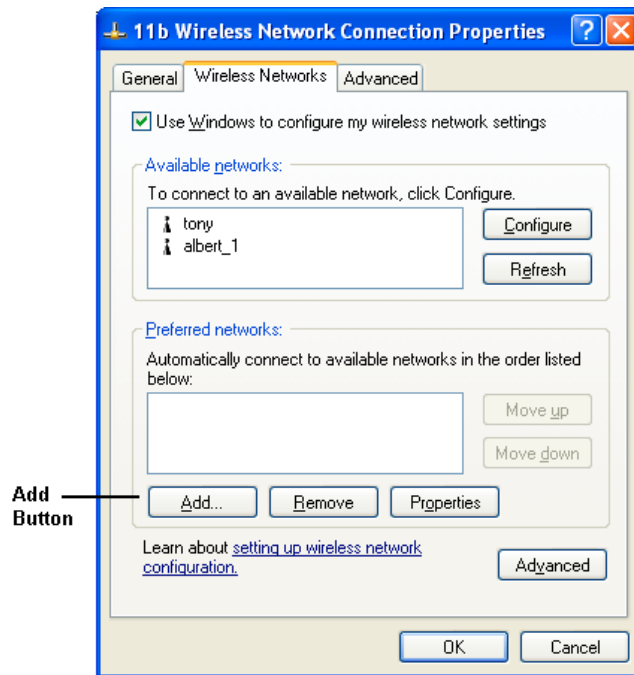 11b Wireless Network Connection Properties
General
Wireless Networks
Advanced
Use Windows to configure my wireless network settings
Available networks:
To connect to an available network, click Configure.
tony
albert_1
Configure
Refresh
Preferred networks:
Automatically connect to available networks in the order listed
below:
Move up
Move down
Add
Button
Add...
Remove
Properties
Learn about setting up wireless network
configuration.
Advanced
OK
Cancel